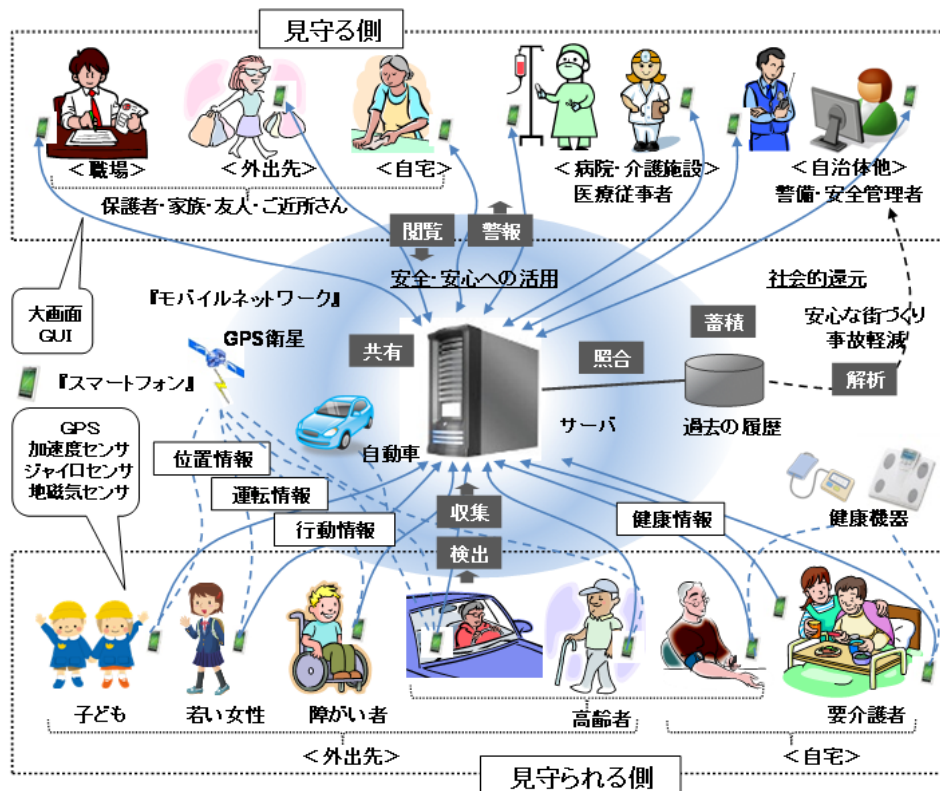 見守る側
＜職場＞
＜外出先＞
＜自宅＞
＜病院・介護施設＞
医療従事者
＜自治体他＞
警備・安全管理者
保護者・家族・友人・ご近所さん
閲覧
警報
安全・安心への活用
社会的還元
大画面
GUI
『モバイルネットワーク』
GPS衛星
共有
蓄積
安心な街づくり
事故軽減
照合
解析
『スマートフォン』
サーバ
過去の履歴
自動車
GPS
加速度センサ
ジャイロセンサ
地磁気センサ
位置情報
運転情報
行動情報
収集
健康情報
健康機器
検出
子ども
若い女性
障がい者
高齢者
要介護者
＜外出先＞
＜自宅＞
見守られる側